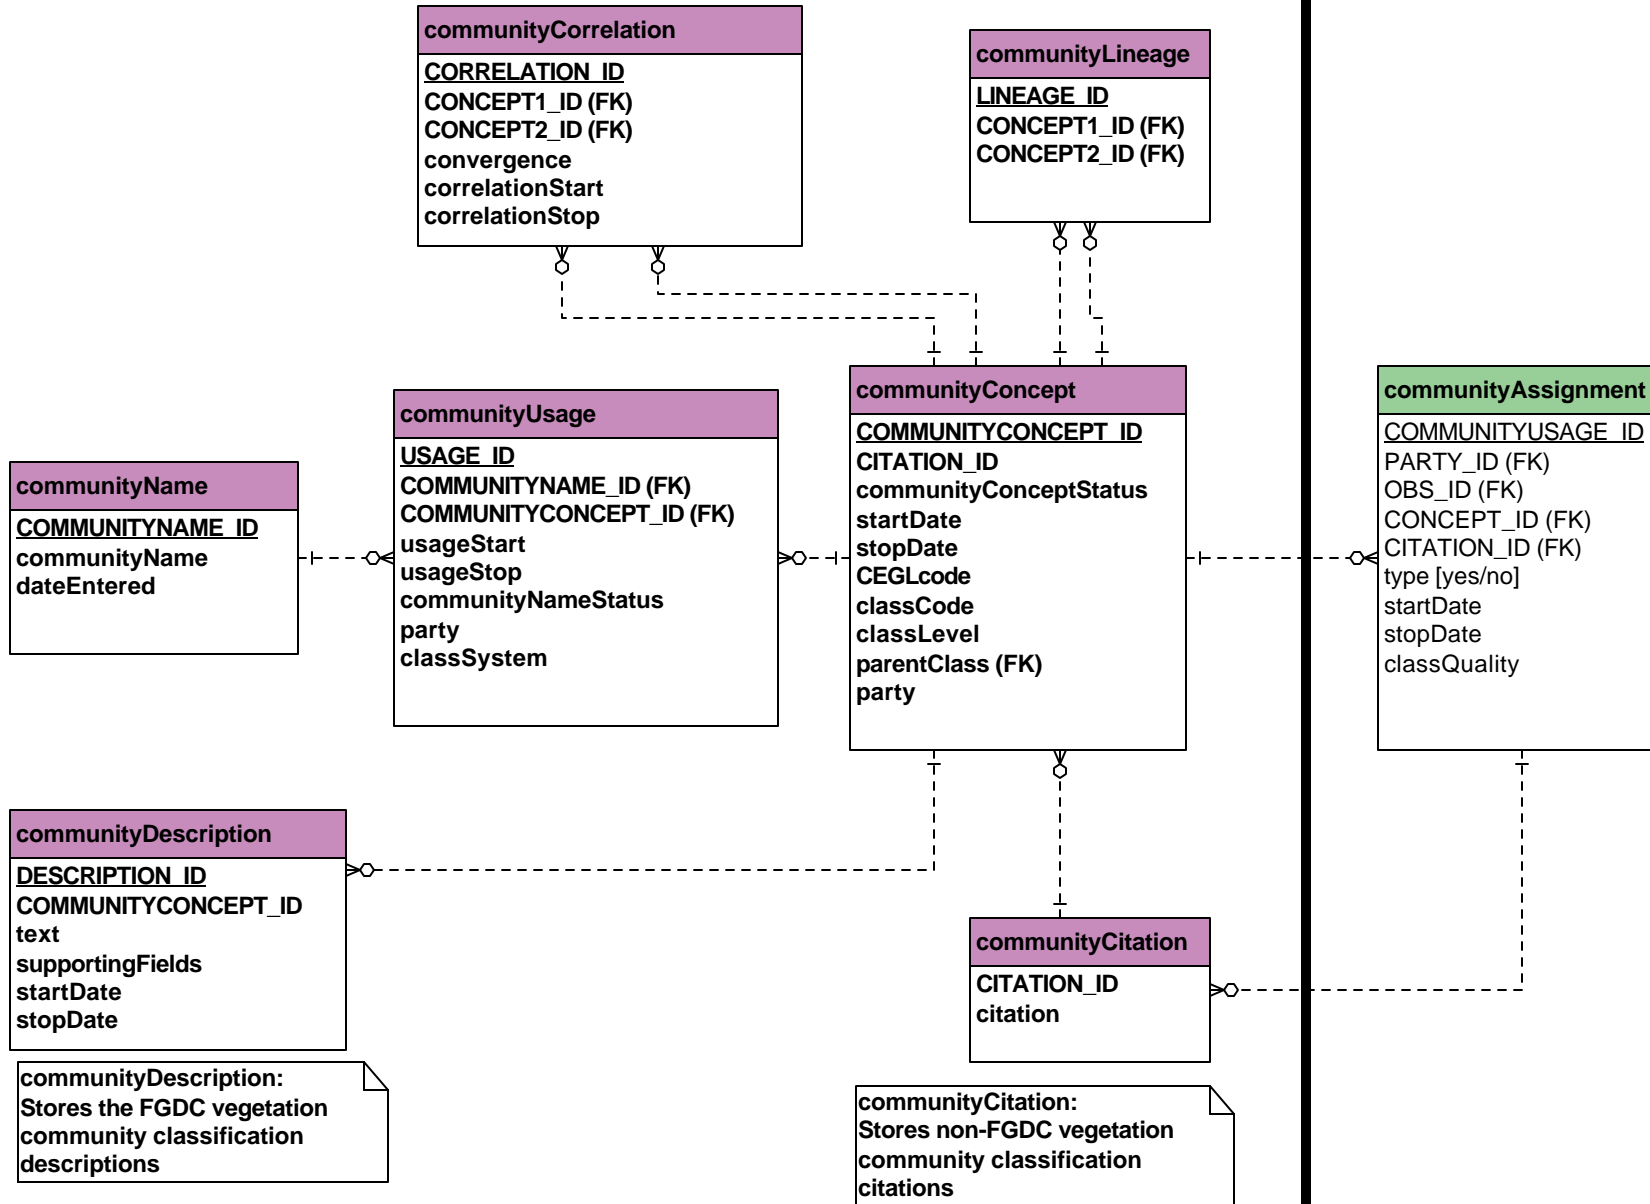 communityCorrelation
CORRELATION_ID
CONCEPT1_ID (FK)
CONCEPT2_ID (FK)
convergence
correlationStart
correlationStop
communityLineage
LINEAGE_ID
CONCEPT1_ID (FK)
CONCEPT2_ID (FK)
communityName
COMMUNITYNAME_ID
communityName
dateEntered
communityUsage
USAGE_ID
COMMUNITYNAME_ID (FK)
COMMUNITYCONCEPT_ID (FK)
usageStart
usageStop
communityNameStatus
party
classSystem
communityConcept
COMMUNITYCONCEPT_ID
CITATION_ID
communityConceptStatus
startDate
stopDate
CEGLcode
classCode
classLevel
parentClass (FK)
party
communityAssignment
COMMUNITYUSAGE_ID
PARTY_ID (FK)
OBS_ID (FK)
CONCEPT_ID (FK)
CITATION_ID (FK)
type [yes/no]
startDate
stopDate
classQuality
communityDescription
DESCRIPTION_ID
COMMUNITYCONCEPT_ID
text
supportingFields
startDate
stopDate
communityDescription:
Stores the FGDC vegetation
community classification
descriptions
communityCitation
CITATION_ID
citation
communityCitation:
Stores non-FGDC vegetation
community classification
citations